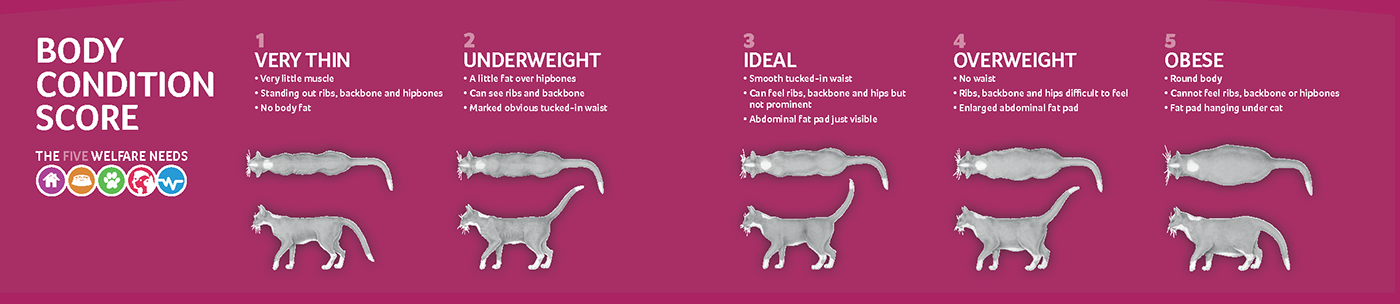 BODY
CONDITION
SCORE
THE FIVE WELFARE NEEDS
1
VERY THIN
• Very little muscle
• Standing out ribs, backbone and hipbones
• No body fat
2
UNDERWEIGHT
• A little fat over hipbones
• Can see ribs and backbone
• Marked obvious tucked-in waist
3
IDEAL
• Smooth tucked-in waist
• Can feel ribs, backbone and hips but
not prominent
• Abdominal fat pad just visible
4
OVERWEIGHT
• No waist
• Ribs, backbone and hips difficult to feel
• Enlarged abdominal fat pad
5
OBESE
• Round body
• Cannot feel ribs, backbone or hipbones
• Fat pad hanging under cat